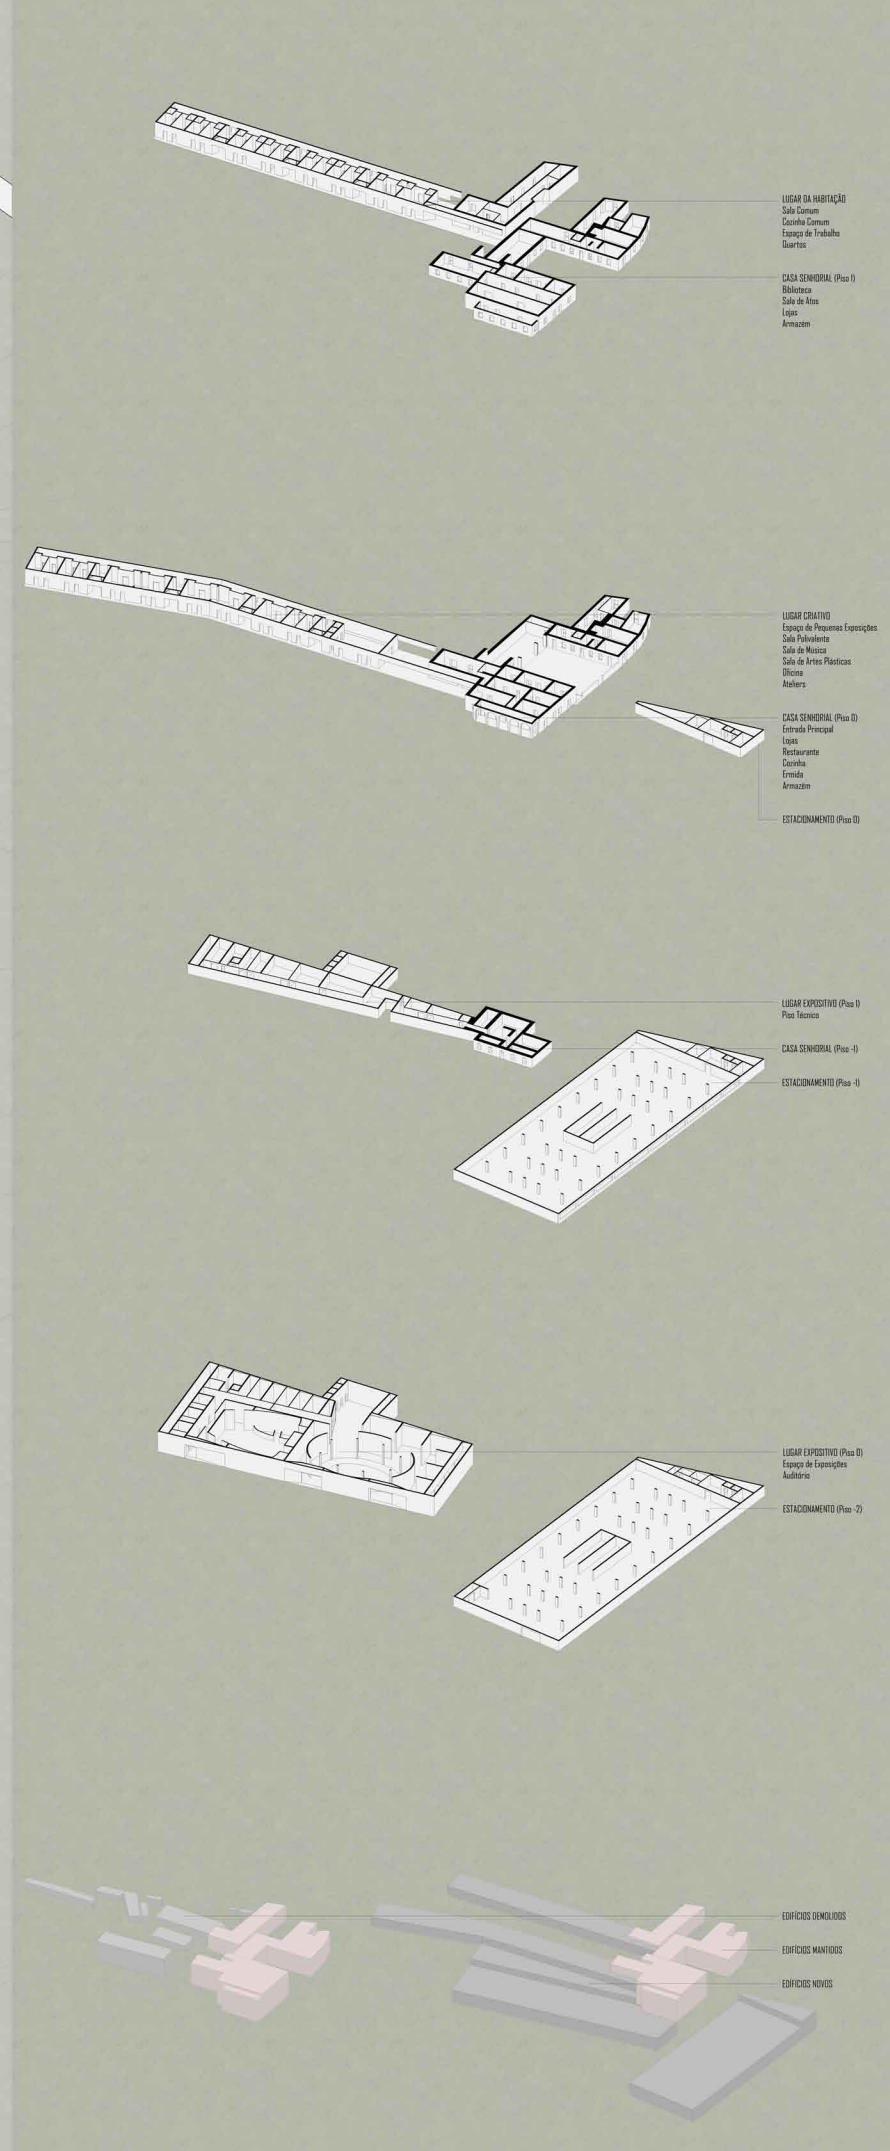 LUGAR DA HABITAÇÃO
Sala Comum
Cozinha Comum
Espaço de Trabalho
Quartos
CASA SENHORIAL (Piso 1)
Biblioteca
Sala de Atos
Lojas
Armazém
LUGAR CRIATIVO
Espaço de Pequenas Exposições
Sala Polivalente
Sala de Música
Sala de Artes Plásticas
Oficina
Ateliers
CASA SENHORIAL (Piso 0)
Entrada Principal
Lojas
Restaurante
Cozinha
Ermida
Armazém
ESTACIONAMENTO (Piso 0)
LUGAR EXPOSITIVO (Piso 1)
Piso Técnico
CASA SENHORIAL (Piso -1)
ESTACIONAMENTO (Piso -1)
LUGAR EXPOSITIVO (Piso 0)
Espaço de Exposições
Auditório
ESTACIONAMENTO (Piso -2)
EDIFÍCIOS DEMOLIDOS
EDIFÍCIOS MANTIDOS
EDIFÍCIOS NOVOS